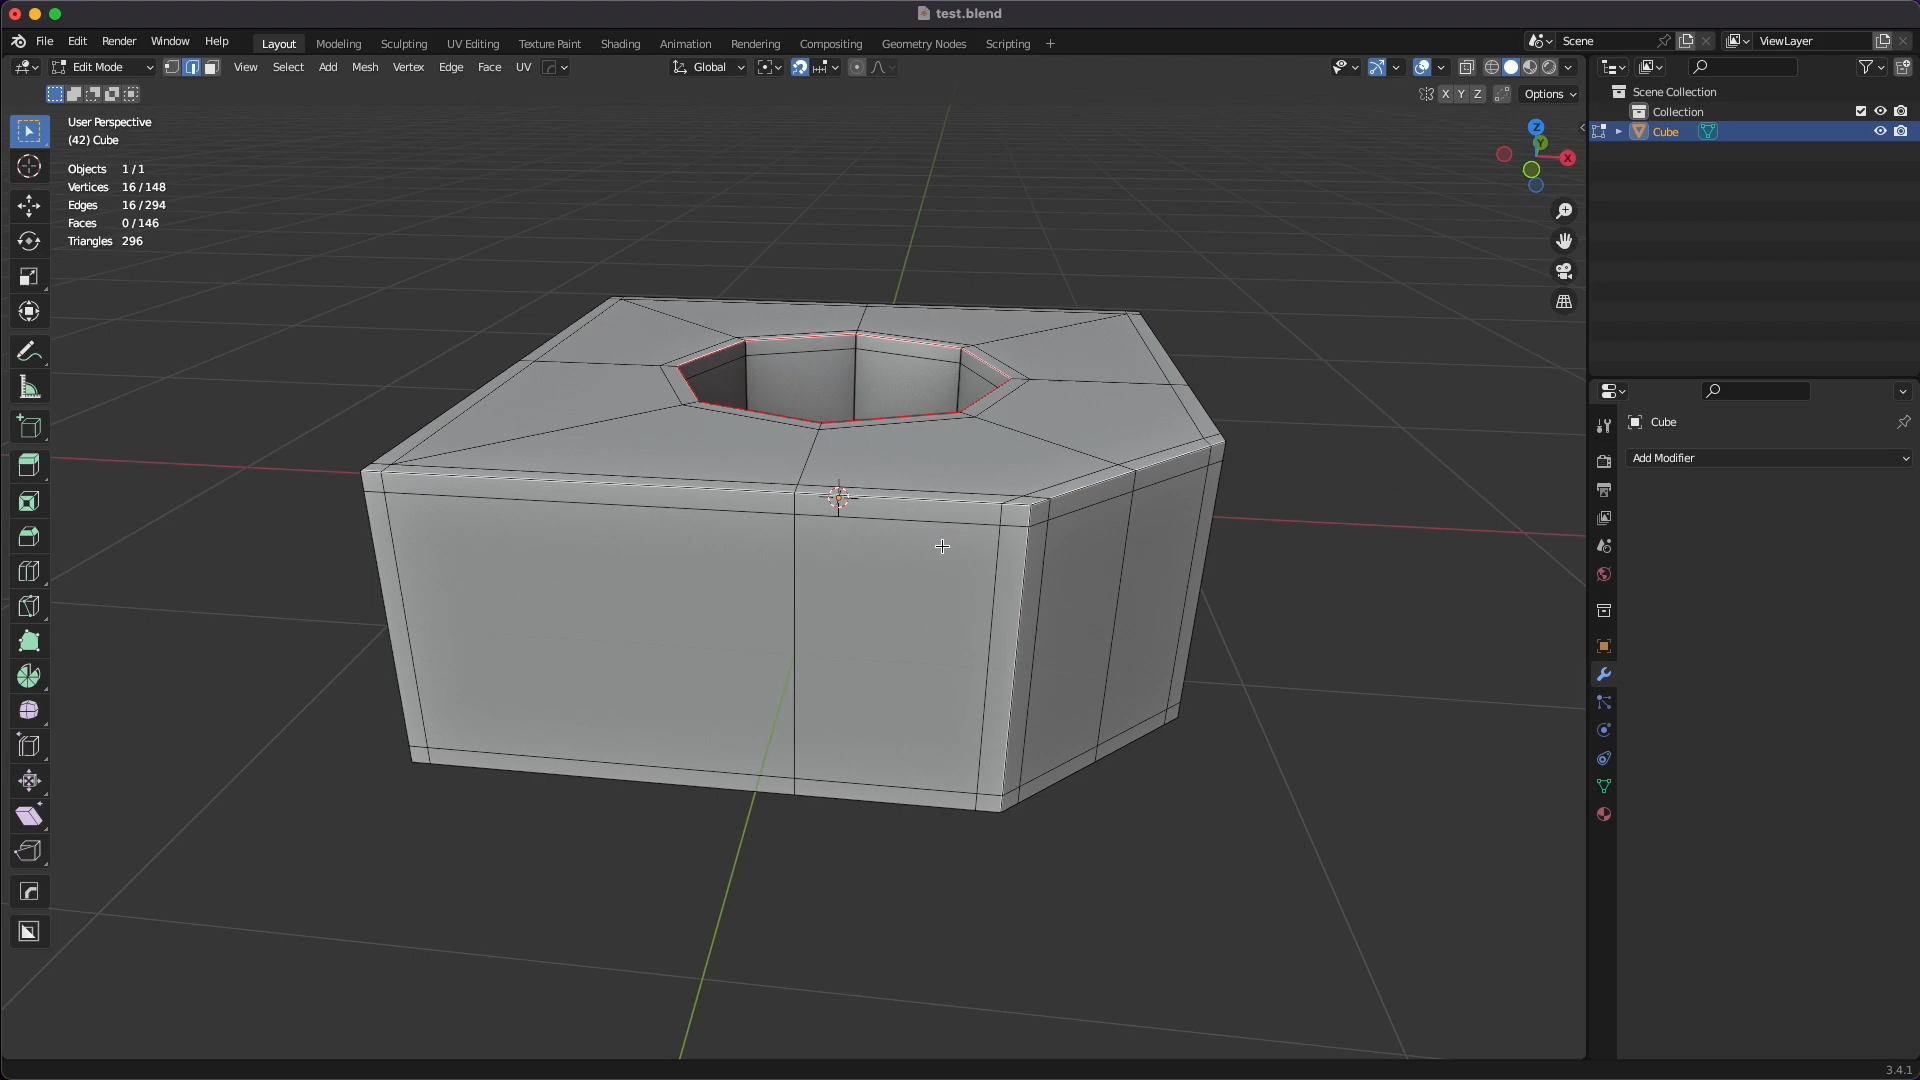 test.blend
File Edit Render Window Help Layout Modeling Sculpting UV Editing Texture Paint Shading Animation Rendering Compositing Geometry Nodes Scripting + Scene ViewLayer
Edit Mode View Select Add Mesh Vertex Edge Face UV Global
X Y Z Options
User Perspective
(42) Cube
Objects 1 / 1
Vertices 16 / 148
Edges 16 / 294
Faces 0 / 146
Triangles 296
Z
Y
X
Scene Collection
Collection
Cube
Cube
Add Modifier
3.4.1